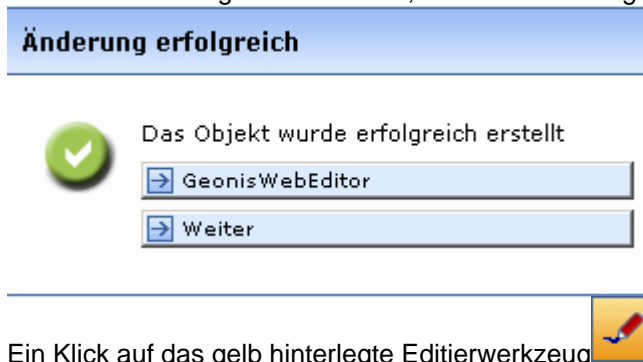 Änderung erfolgreich
Das Objekt wurde erfolgreich erstellt
GeonisWebEditor
Weiter
Ein Klick auf das gelb hinterlegte Editierwerkzeug